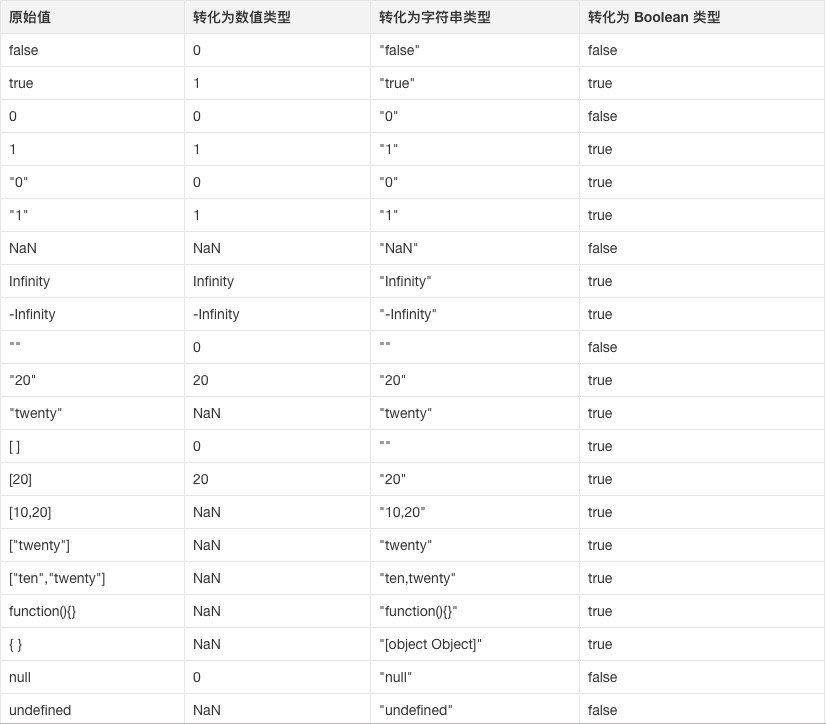 原始值 转化为数值类型 转化为字符串类型 转化为 Boolean 类型
false 0 "false" false
true 1 "true" true
0 0 "0" false
1 1 "1" true
"0" 0 "0" true
"1" 1 "1" true
NaN NaN "NaN" false
Infinity Infinity "Infinity" true
-Infinity -Infinity "-Infinity" true
"" 0 "" false
"20" 20 "20" true
"twenty" NaN "twenty" true
[ ] 0 "" true
[20] 20 "20" true
[10,20] NaN "10,20" true
["twenty"] NaN "twenty" true
["ten","twenty"] NaN "ten,twenty" true
function(){} NaN "function(){}" true
{ } NaN "[object Object]" true
null 0 "null" false
undefined NaN "undefined" false